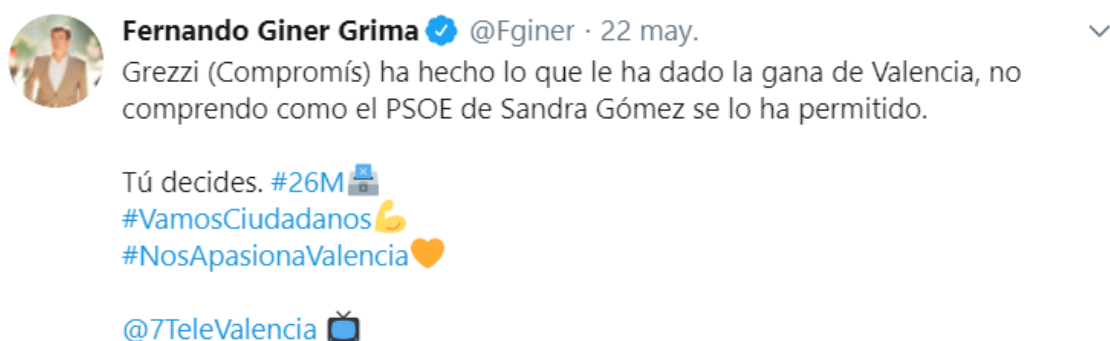 Fernando Giner Grima @Fginer · 22 may.
Grezzi (Compromís) ha hecho lo que le ha dado la gana de Valencia, no
comprendo como el PSOE de Sandra Gómez se lo ha permitido.
Tú decides. #26M🗳️
#VamosCiudadanos💪
#NosApasionaValencia🧡
@7TeleValencia 📺